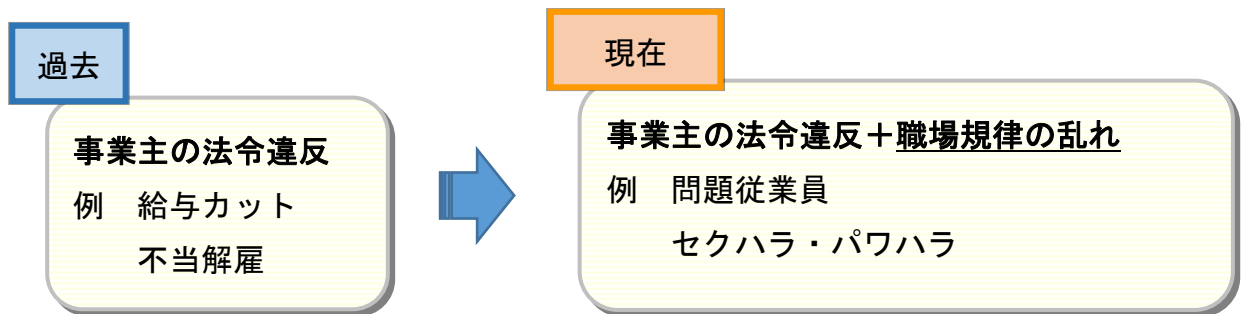 過去
事業主の法令違反
例　給与カット
不当解雇
現在
事業主の法令違反＋職場規律の乱れ
例　問題従業員
セクハラ・パワハラ